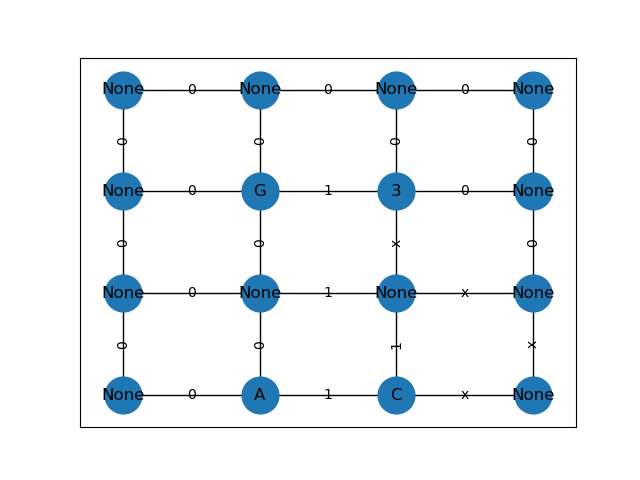 None 0 None 0 None 0 None
0 0 0 0
None 0 G 1 3 0 None
0 0 x 0
None 0 None 1 None x None
0 0 1 x
None 0 A 1 C x None